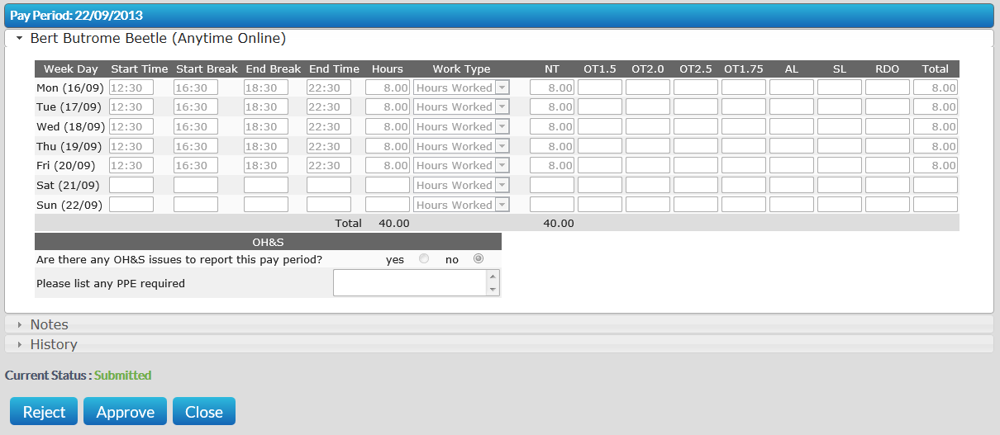 Pay Period: 22/09/2013
Bert Butrome Beetle (Anytime Online)
Week Day Start Time Start Break End Break End Time Hours Work Type NT OT1.5 OT2.0 OT2.5 OT1.75 AL SL RDO Total
Mon (16/09) 12:30 16:30 18:30 22:30 8.00 Hours Worked 8.00 8.00
Tue (17/09) 12:30 16:30 18:30 22:30 8.00 Hours Worked 8.00 8.00
Wed (18/09) 12:30 16:30 18:30 22:30 8.00 Hours Worked 8.00 8.00
Thu (19/09) 12:30 16:30 18:30 22:30 8.00 Hours Worked 8.00 8.00
Fri (20/09) 12:30 16:30 18:30 22:30 8.00 Hours Worked 8.00 8.00
Sat (21/09) Hours Worked
Sun (22/09) Hours Worked
Total 40.00 40.00
OH&S
Are there any OH&S issues to report this pay period? yes no
Please list any PPE required
Notes
History
Current Status : Submitted
Reject Approve Close